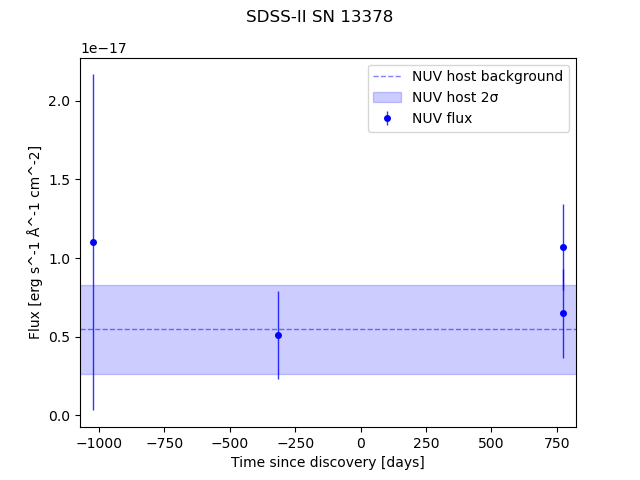 SDSS-II SN 13378
1e−17
NUV host background
NUV host 2σ
NUV flux
2.0
1.5
1.0
0.5
0.0
Flux [erg s^-1 Å^-1 cm^-2]
−1000 −750 −500 −250 0 250 500 750
Time since discovery [days]